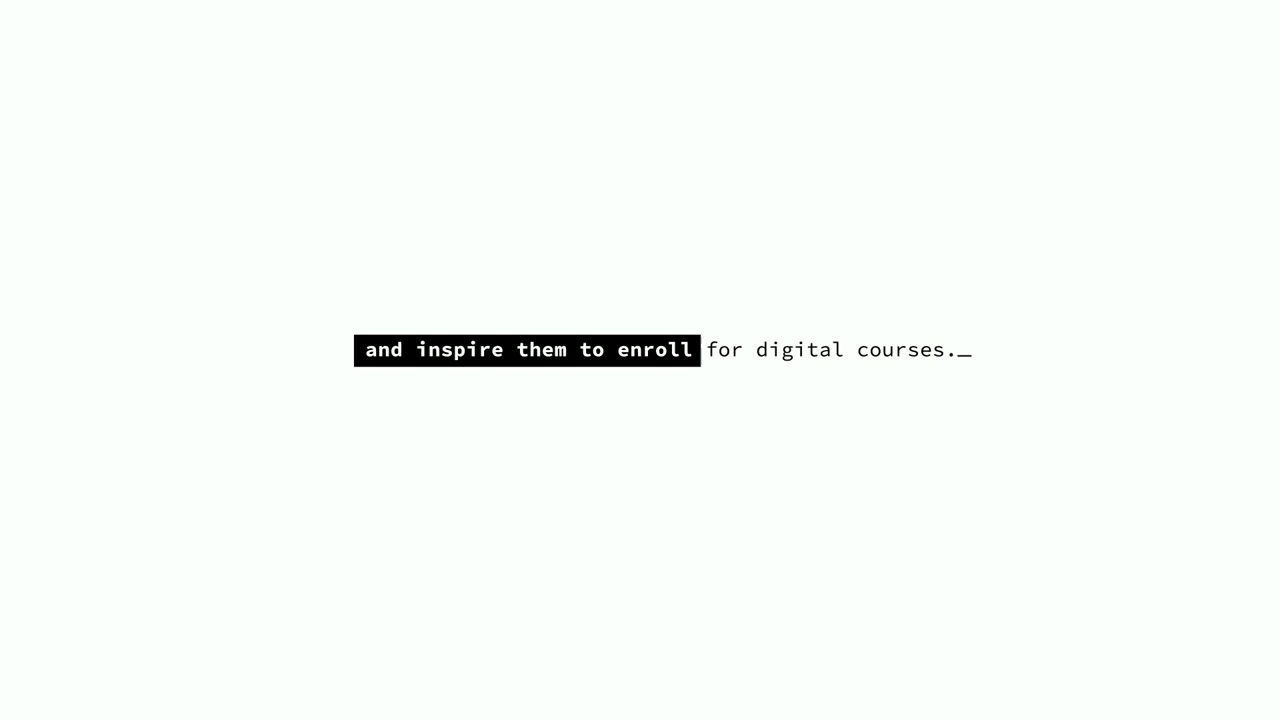 and inspire them to enroll for digital courses._